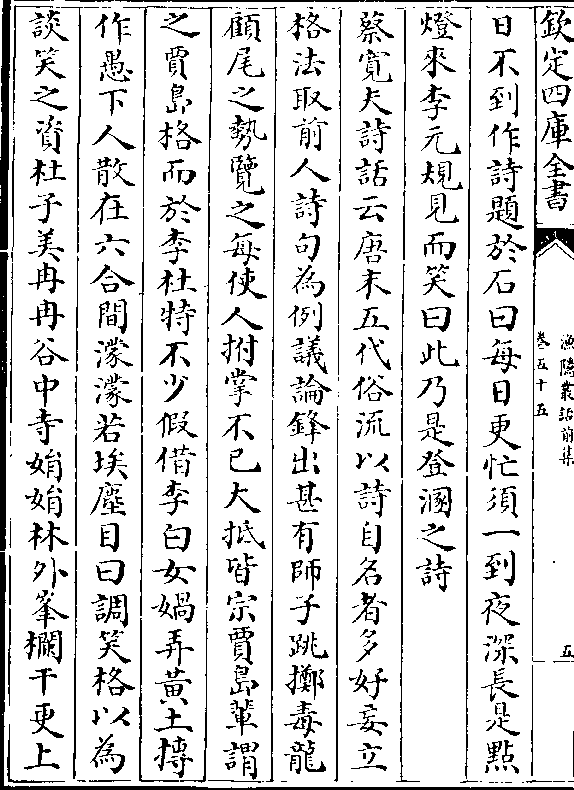 欽定四庫全書
漁隱叢話前集
卷五十五
五
日不到作詩題於石曰每日更忙須一到夜深長是點
燈來李元規見而笑曰此乃是登溷之詩
蔡寛夫詩話云唐末五代俗流以詩自名者多好妄立
格法取前人詩句為例議論鋒出甚有師子跳擲毒龍
顧尾之勢覽之每使人拊掌不已大抵皆宗賈島輩謂
之賈島格而於李杜特不少假借李白女媧弄黃土摶
作愚下人散在六合間濛濛若埃塵目曰調笑格以為
談笑之資杜子美冉冉谷中寺娟娟林外峯欄干更上